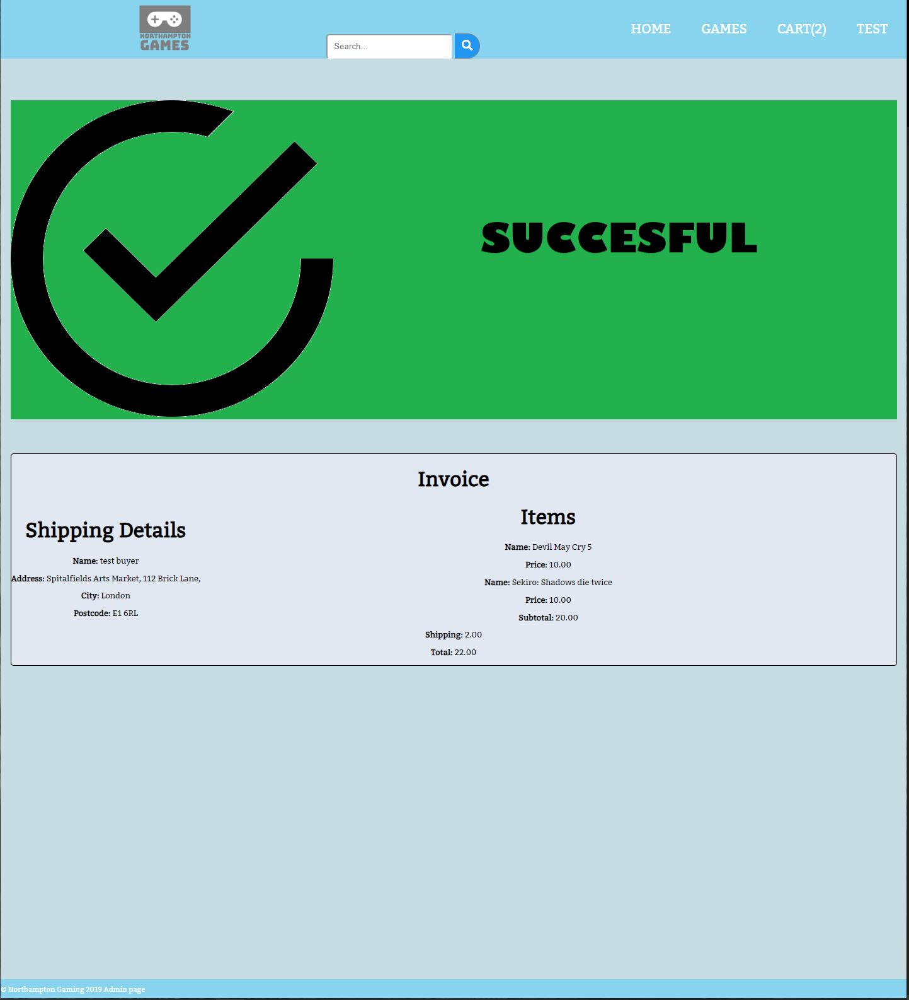 NORTHAMPTON
GAMES
Search...
HOME GAMES CART(2) TEST
SUCCESFUL
Invoice
Shipping Details
Name: test buyer
Address: Spitalfields Arts Market, 112 Brick Lane,
City: London
Postcode: E1 6RL
Items
Name: Devil May Cry 5
Price: 10.00
Name: Sekiro: Shadows die twice
Price: 10.00
Subtotal: 20.00
Shipping: 2.00
Total: 22.00
© Northampton Gaming 2019 Admin page